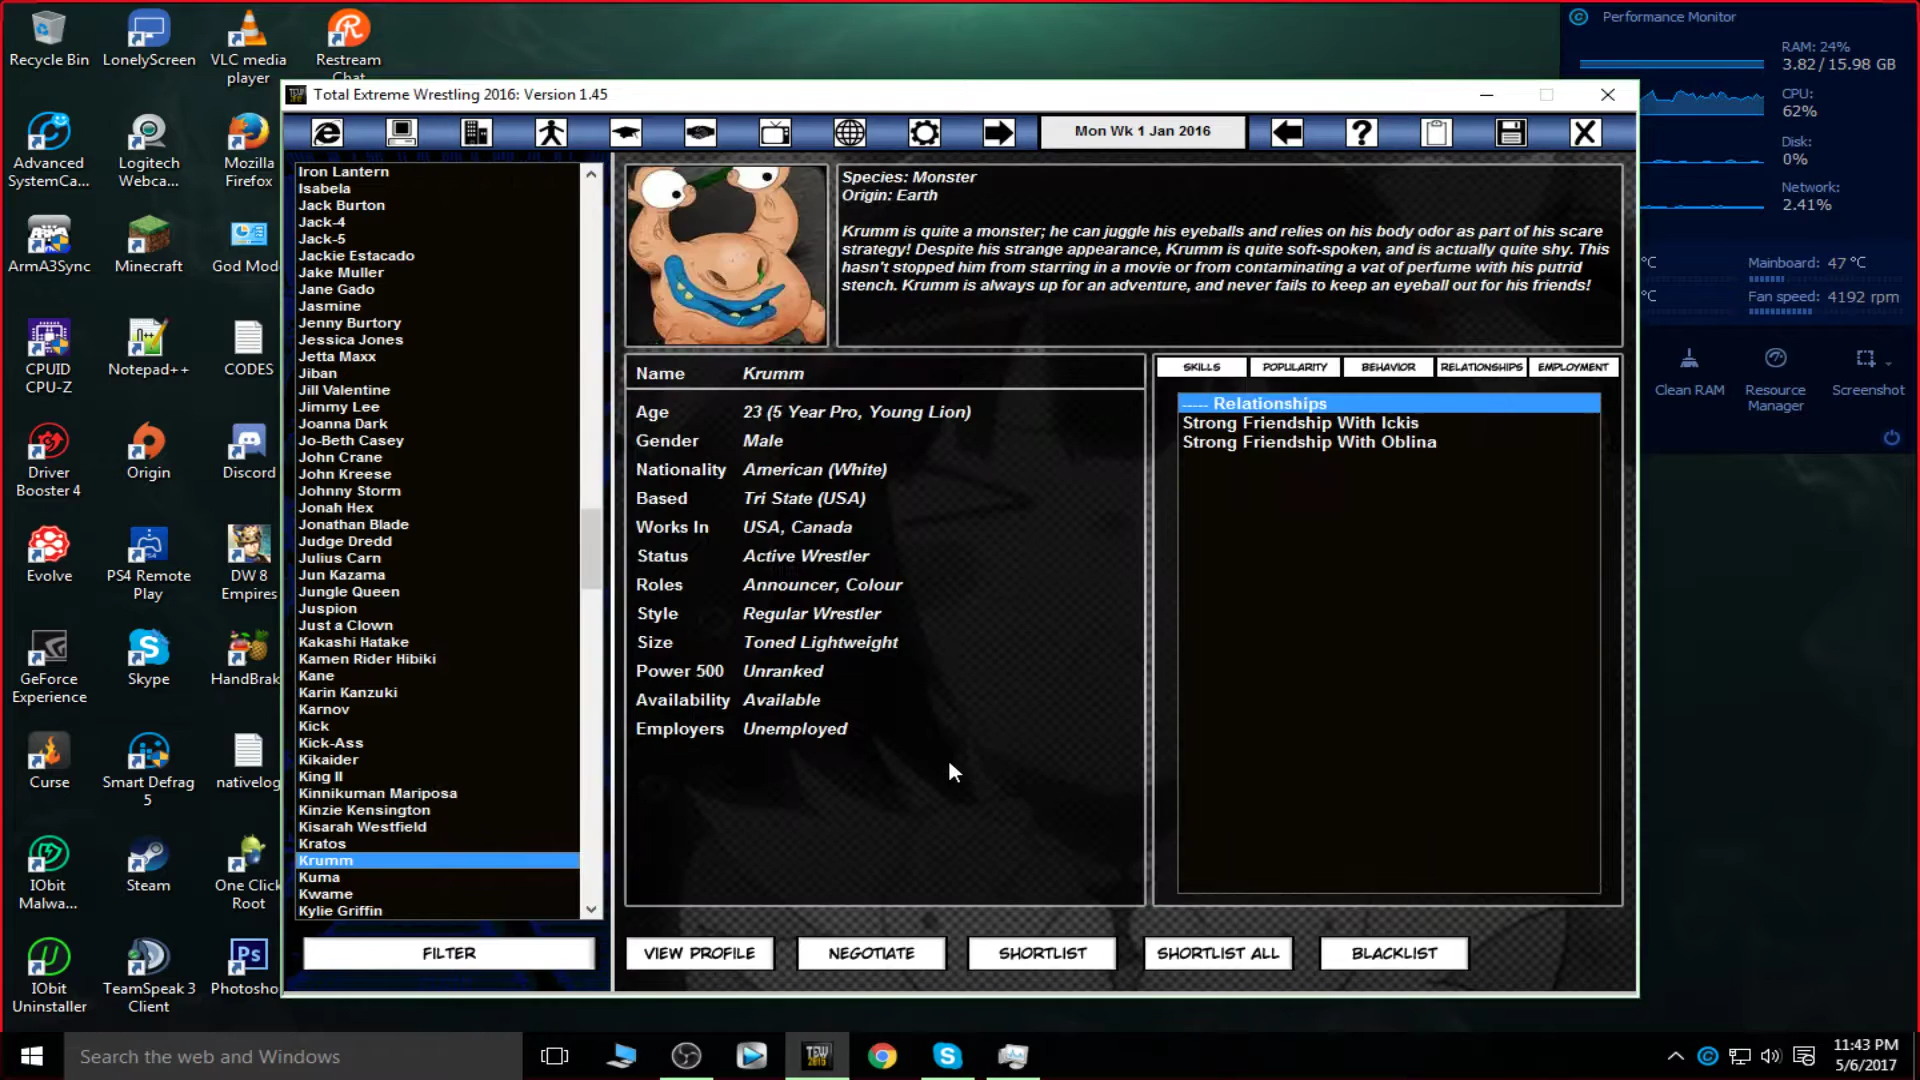 Recycle Bin
LonelyScreen
VLC media player
Restream Chat
Advanced SystemCa...
Logitech Webca...
Mozilla Firefox
ArmA3Sync
Minecraft
God Mod
CPUID CPU-Z
Notepad++
CODES
Driver Booster 4
Origin
Discord
Evolve
PS4 Remote Play
DW 8 Empires
GeForce Experience
Skype
HandBrak
Curse
Smart Defrag 5
nativelog
IObit Malwa...
Steam
One Click Root
IObit Uninstaller
TeamSpeak 3 Client
Photosho
Total Extreme Wrestling 2016: Version 1.45
Mon Wk 1 Jan 2016
Iron Lantern
Isabela
Jack Burton
Jack-4
Jack-5
Jackie Estacado
Jake Muller
Jane Gado
Jasmine
Jenny Burtory
Jessica Jones
Jetta Maxx
Jiban
Jill Valentine
Jimmy Lee
Joanna Dark
Jo-Beth Casey
John Crane
John Kreese
Johnny Storm
Jonah Hex
Jonathan Blade
Judge Dredd
Julius Carn
Jun Kazama
Jungle Queen
Juspion
Just a Clown
Kakashi Hatake
Kamen Rider Hibiki
Kane
Karin Kanzuki
Karnov
Kick
Kick-Ass
Kikaider
King II
Kinnikuman Mariposa
Kinzie Kensington
Kisarah Westfield
Kratos
Krumm
Kuma
Kwame
Kylie Griffin
FILTER
Species: Monster
Origin: Earth
Krumm is quite a monster; he can juggle his eyeballs and relies on his body odor as part of his scare
strategy! Despite his strange appearance, Krumm is quite soft-spoken, and is actually quite shy. This
hasn't stopped him from starring in a movie or from contaminating a vat of perfume with his putrid
stench. Krumm is always up for an adventure, and never fails to keep an eyeball out for his friends!
Name Krumm
Age 23 (5 Year Pro, Young Lion)
Gender Male
Nationality American (White)
Based Tri State (USA)
Works In USA, Canada
Status Active Wrestler
Roles Announcer, Colour
Style Regular Wrestler
Size Toned Lightweight
Power 500 Unranked
Availability Available
Employers Unemployed
SKILLS POPULARITY BEHAVIOR RELATIONSHIPS EMPLOYMENT
----- Relationships
Strong Friendship With Ickis
Strong Friendship With Oblina
VIEW PROFILE NEGOTIATE SHORTLIST SHORTLIST ALL BLACKLIST
Performance Monitor
RAM: 24%
3.82 / 15.98 GB
CPU:
62%
Disk:
0%
Network:
2.41%
°C Mainboard: 47 °C
°C Fan speed: 4192 rpm
Clean RAM
Resource Manager
Screenshot
Search the web and Windows
11:43 PM
5/6/2017